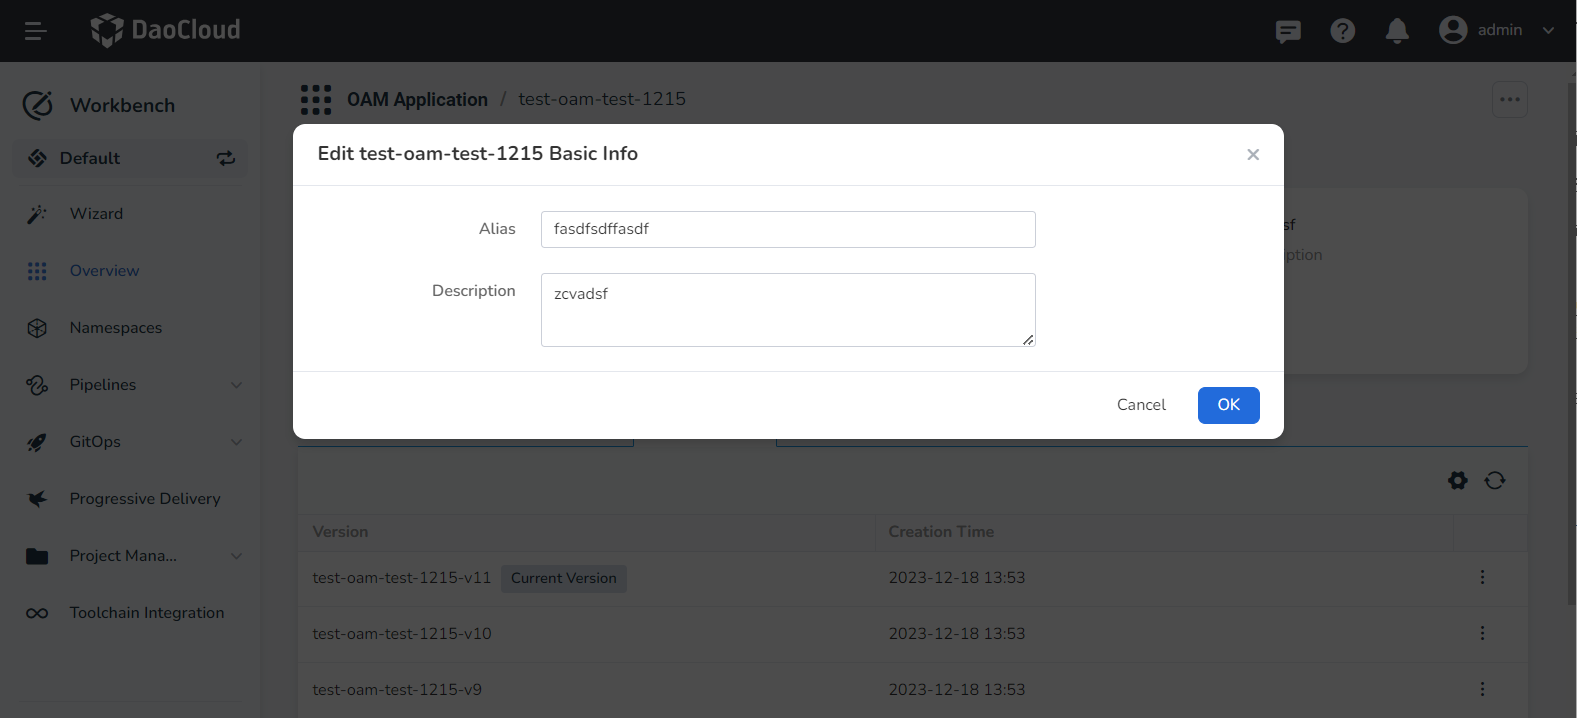 DaoCloud
admin
Workbench
Default
Wizard
Overview
Namespaces
Pipelines
GitOps
Progressive Delivery
Project Mana...
Toolchain Integration
OAM Application / test-oam-test-1215
Edit test-oam-test-1215 Basic Info
Alias
fasdfsdffasdf
Description
zcvadsf
Cancel
OK
Version
Creation Time
test-oam-test-1215-v11
Current Version
2023-12-18 13:53
test-oam-test-1215-v10
2023-12-18 13:53
test-oam-test-1215-v9
2023-12-18 13:53